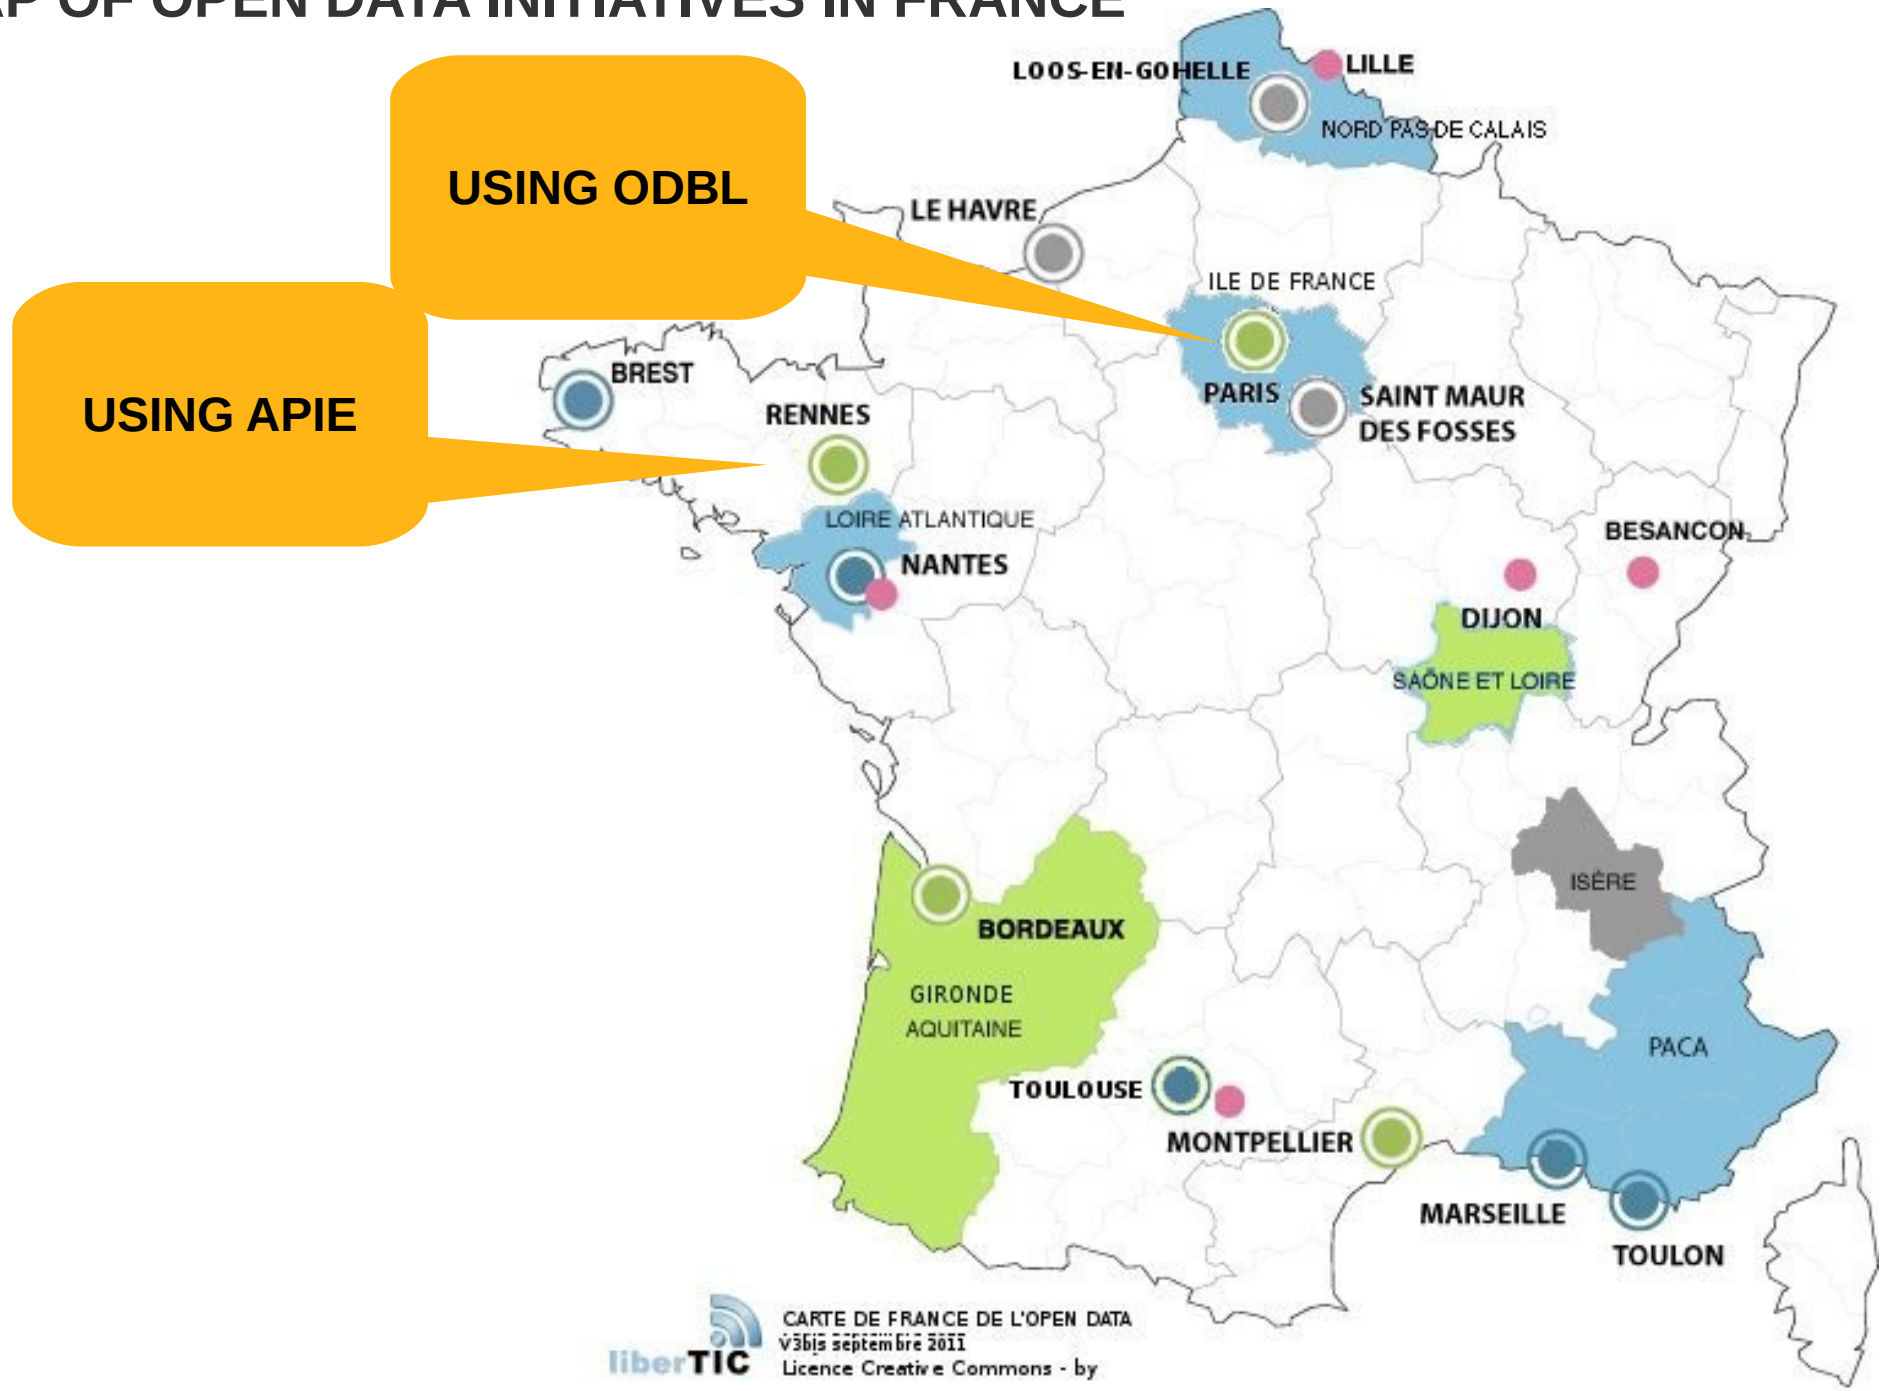 AP OF OPEN DATA INITIATIVES IN FRANCE
LOOS-EN-GOHELLE
LILLE
NORD PAS DE CALAIS
USING ODBL
LE HAVRE
ILE DE FRANCE
BREST
PARIS
SAINT MAUR
DES FOSSES
USING APIE
RENNES
LOIRE ATLANTIQUE
BESANCON
NANTES
DIJON
SAÔNE ET LOIRE
ISÈRE
BORDEAUX
GIRONDE
AQUITAINE
PACA
TOULOUSE
MONTPELLIER
MARSEILLE
TOULON
liberTIC
CARTE DE FRANCE DE L'OPEN DATA
V3bis septembre 2011
Licence Creative Commons - by